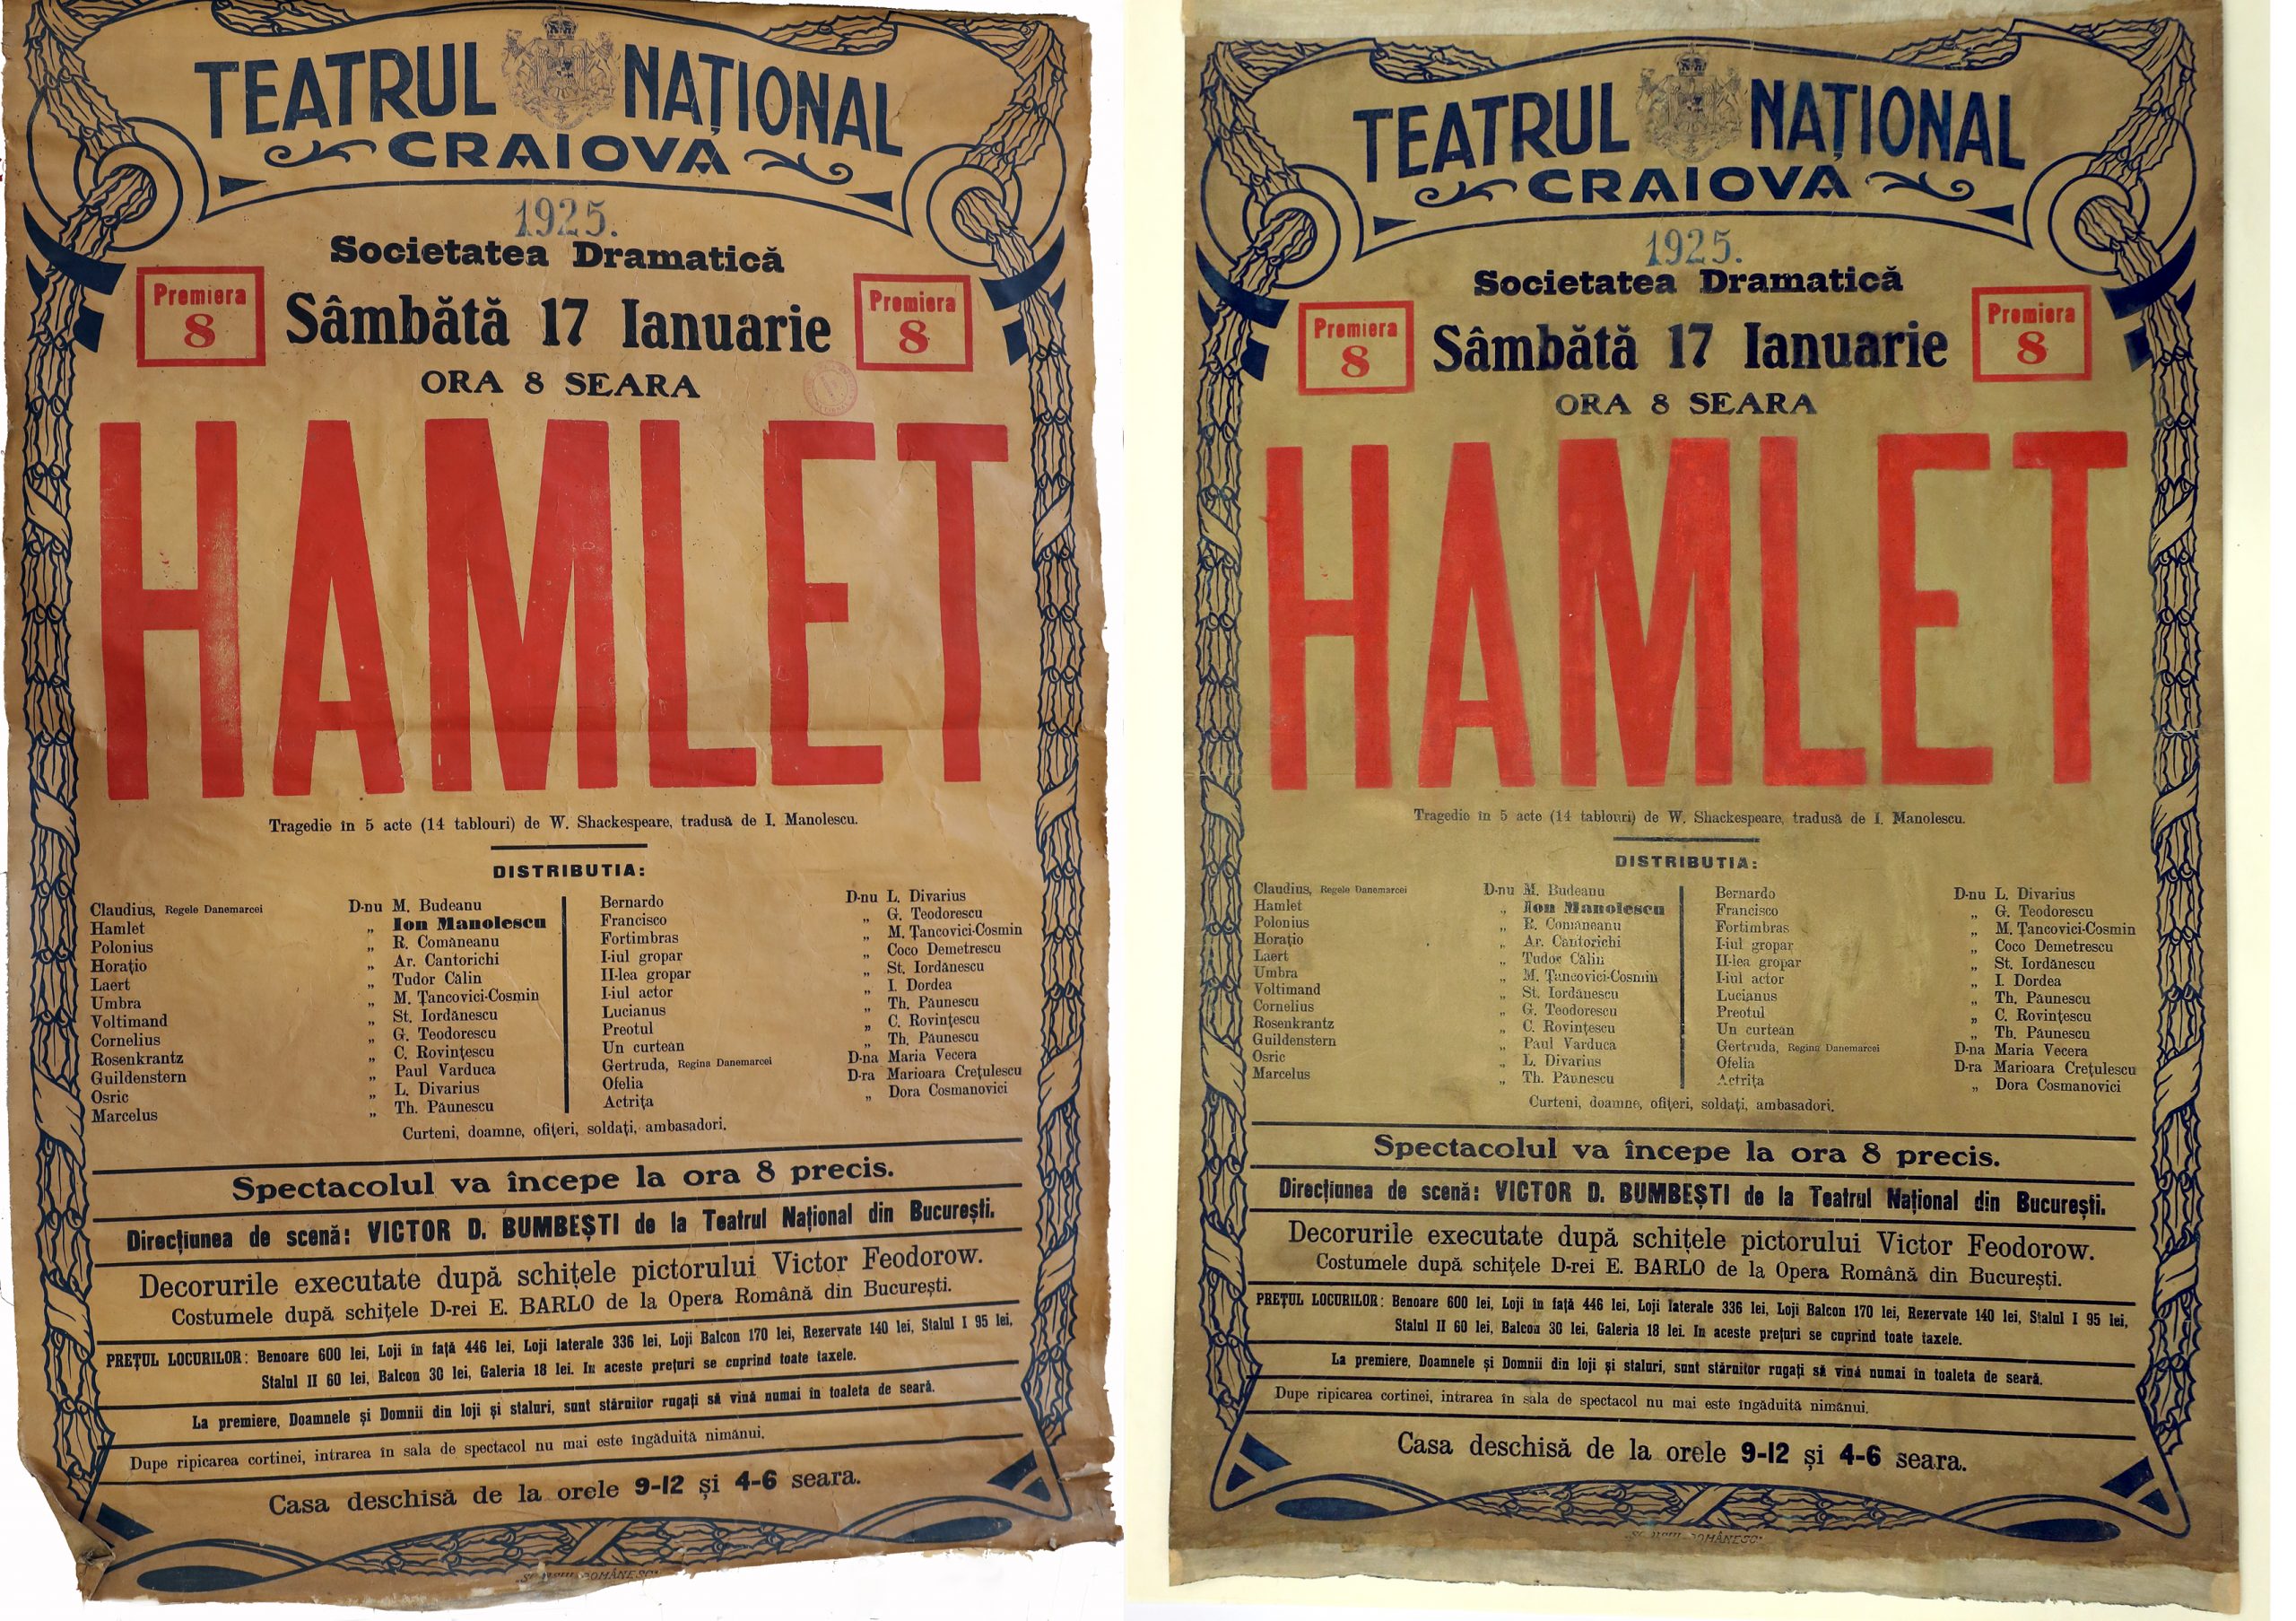 TEATRUL NAȚIONAL
CRAIOVA
1925.
Societatea Dramatică
Premiera 8
Sâmbătă 17 Ianuarie
Premiera 8
ORA 8 SEARA
HAMLET
Tragedie în 5 acte (14 tablouri) de W. Shackespeare, tradusă de I. Manolescu.
DISTRIBUTIA:
Claudius, Regele Danemarcei D-nu M. Budeanu
Hamlet „ Ion Manolescu
Polonius „ R. Comăneanu
Horațio „ Ar. Cantorichi
Laert „ Tudor Călin
Umbra „ M. Țancovici-Cosmin
Voltimand „ St. Iordănescu
Cornelius „ G. Teodorescu
Rosenkrantz „ C. Rovințescu
Guildenstern „ Paul Varduca
Osric „ L. Divarius
Marcelus „ Th. Păunescu
Bernardo D-nu L. Divarius
Francisco „ G. Teodorescu
Fortimbras „ M. Țancovici-Cosmin
I-iul gropar „ Coco Demetrescu
II-lea gropar „ St. Iordănescu
I-iul actor „ I. Dordea
Lucianus „ Th. Păunescu
Preotul „ C. Rovințescu
Un curtean „ Th. Păunescu
Gertruda, Regina Danemarcei D-na Maria Vecera
Ofelia D-ra Marioara Crețulescu
Actrița „ Dora Cosmanovici
Curteni, doamne, ofițeri, soldați, ambasadori.
Spectacolul va începe la ora 8 precis.
Direcțiunea de scenă: VICTOR D. BUMBEȘTI de la Teatrul Național din București.
Decorurile executate după schițele pictorului Victor Feodorow.
Costumele după schițele D-rei E. BARLO de la Opera Română din București.
PREȚUL LOCURILOR: Benoare 600 lei, Loji în față 446 lei, Loji laterale 336 lei, Loji Balcon 170 lei, Rezervate 140 lei, Stalul I 95 lei,
Stalul II 60 lei, Balcon 30 lei, Galeria 18 lei. In aceste prețuri se cuprind toate taxele.
La premiere, Doamnele și Domnii din loji și staluri, sunt stăruitor rugați să vină numai în toaleta de seară.
Dupe ripicarea cortinei, intrarea în sala de spectacol nu mai este îngăduită nimănui.
Casa deschisă de la orele 9-12 și 4-6 seara.
TEATRUL NAȚIONAL
CRAIOVA
1925.
Societatea Dramatică
Premiera 8
Sâmbătă 17 Ianuarie
Premiera 8
ORA 8 SEARA
HAMLET
Tragedie în 5 acte (14 tablouri) de W. Shackespeare, tradusă de I. Manolescu.
DISTRIBUTIA:
Claudius, Regele Danemarcei D-nu M. Budeanu
Hamlet „ Ion Manolescu
Polonius „ R. Comăneanu
Horațio „ Ar. Cantorichi
Laert „ Tudor Călin
Umbra „ M. Țancovici-Cosmin
Voltimand „ St. Iordănescu
Cornelius „ G. Teodorescu
Rosenkrantz „ C. Rovințescu
Guildenstern „ Paul Varduca
Osric „ L. Divarius
Marcelus „ Th. Păunescu
Bernardo D-nu L. Divarius
Francisco „ G. Teodorescu
Fortimbras „ M. Țancovici-Cosmin
I-iul gropar „ Coco Demetrescu
II-lea gropar „ St. Iordănescu
I-iul actor „ I. Dordea
Lucianus „ Th. Păunescu
Preotul „ C. Rovințescu
Un curtean „ Th. Păunescu
Gertruda, Regina Danemarcei D-na Maria Vecera
Ofelia D-ra Marioara Crețulescu
Actrița „ Dora Cosmanovici
Curteni, doamne, ofițeri, soldați, ambasadori.
Spectacolul va începe la ora 8 precis.
Direcțiunea de scenă: VICTOR D. BUMBEȘTI de la Teatrul Național din București.
Decorurile executate după schițele pictorului Victor Feodorow.
Costumele după schițele D-rei E. BARLO de la Opera Română din București.
PREȚUL LOCURILOR: Benoare 600 lei, Loji în față 446 lei, Loji laterale 336 lei, Loji Balcon 170 lei, Rezervate 140 lei, Stalul I 95 lei,
Stalul II 60 lei, Balcon 30 lei, Galeria 18 lei. In aceste prețuri se cuprind toate taxele.
La premiere, Doamnele și Domnii din loji și staluri, sunt stăruitor rugați să vină numai în toaleta de seară.
Dupe ripicarea cortinei, intrarea în sala de spectacol nu mai este îngăduită nimănui.
Casa deschisă de la orele 9-12 și 4-6 seara.